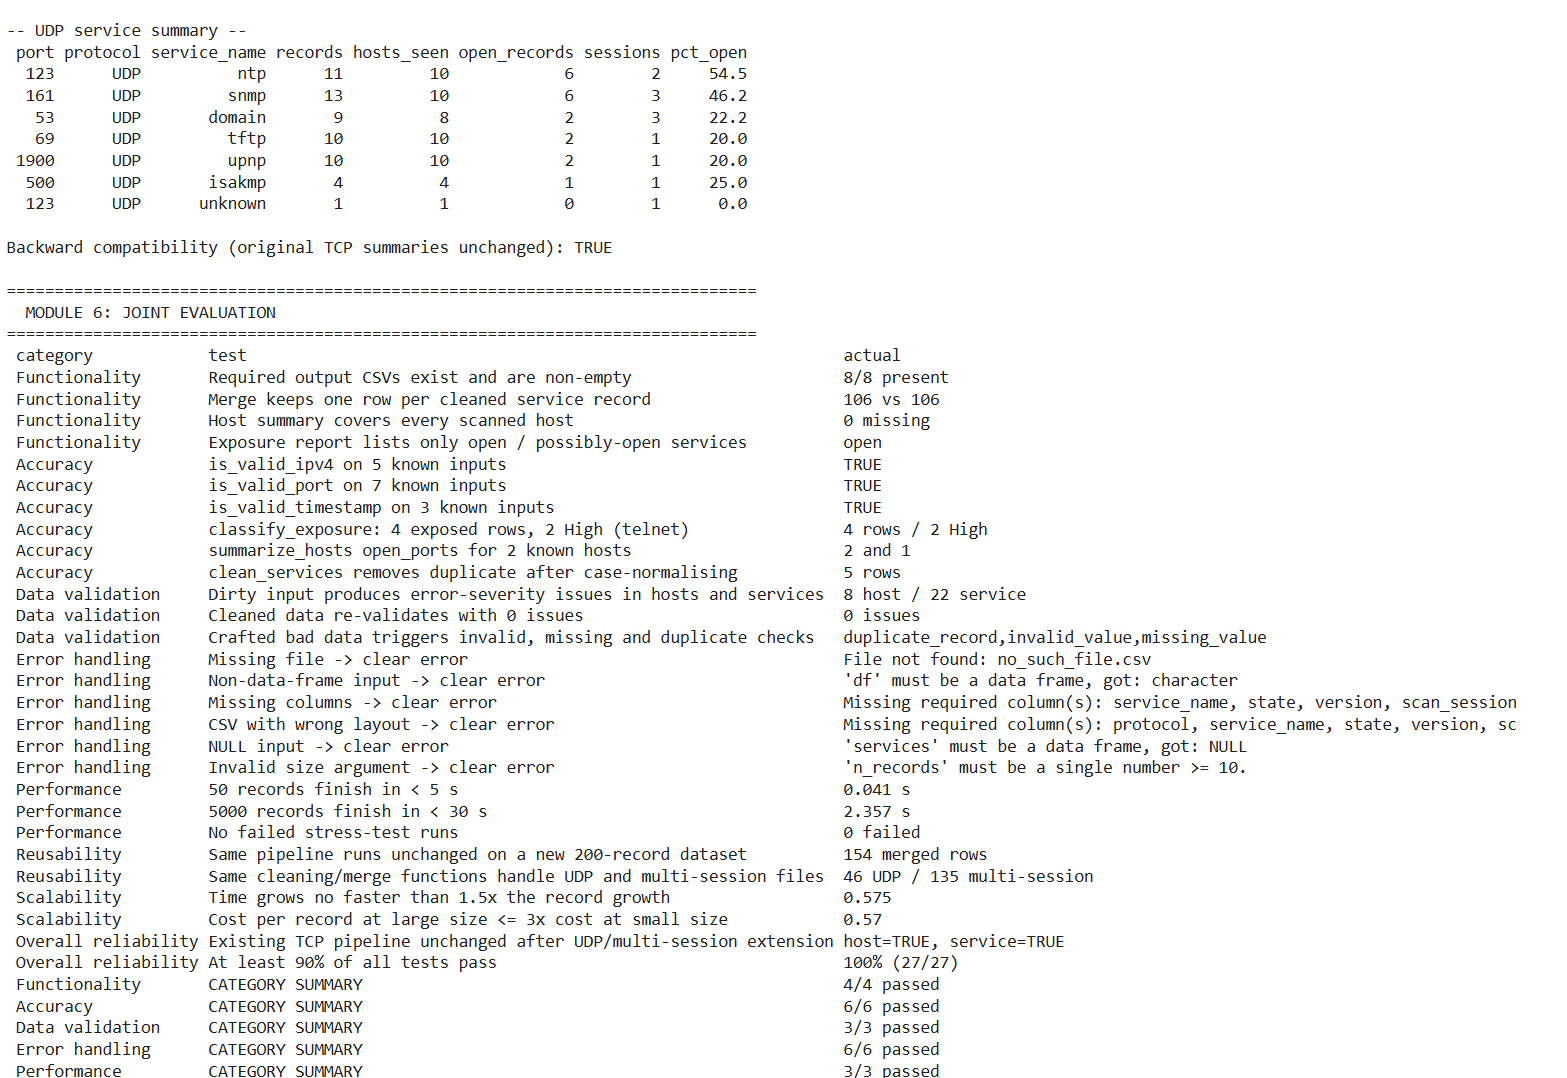 -- UDP service summary --
port protocol service_name records hosts_seen open_records sessions pct_open
123 UDP ntp 11 10 6 2 54.5
161 UDP snmp 13 10 6 3 46.2
53 UDP domain 9 8 2 3 22.2
69 UDP tftp 10 10 2 1 20.0
1900 UDP upnp 10 10 2 1 20.0
500 UDP isakmp 4 4 1 1 25.0
123 UDP unknown 1 1 0 1 0.0
Backward compatibility (original TCP summaries unchanged): TRUE
==============================================================================
MODULE 6: JOINT EVALUATION
==============================================================================
category test actual
Functionality Required output CSVs exist and are non-empty 8/8 present
Functionality Merge keeps one row per cleaned service record 106 vs 106
Functionality Host summary covers every scanned host 0 missing
Functionality Exposure report lists only open / possibly-open services open
Accuracy is_valid_ipv4 on 5 known inputs TRUE
Accuracy is_valid_port on 7 known inputs TRUE
Accuracy is_valid_timestamp on 3 known inputs TRUE
Accuracy classify_exposure: 4 exposed rows, 2 High (telnet) 4 rows / 2 High
Accuracy summarize_hosts open_ports for 2 known hosts 2 and 1
Accuracy clean_services removes duplicate after case-normalising 5 rows
Data validation Dirty input produces error-severity issues in hosts and services 8 host / 22 service
Data validation Cleaned data re-validates with 0 issues 0 issues
Data validation Crafted bad data triggers invalid, missing and duplicate checks duplicate_record,invalid_value,missing_value
Error handling Missing file -> clear error File not found: no_such_file.csv
Error handling Non-data-frame input -> clear error 'df' must be a data frame, got: character
Error handling Missing columns -> clear error Missing required column(s): service_name, state, version, scan_session
Error handling CSV with wrong layout -> clear error Missing required column(s): protocol, service_name, state, version, sc
Error handling NULL input -> clear error 'services' must be a data frame, got: NULL
Error handling Invalid size argument -> clear error 'n_records' must be a single number >= 10.
Performance 50 records finish in < 5 s 0.041 s
Performance 5000 records finish in < 30 s 2.357 s
Performance No failed stress-test runs 0 failed
Reusability Same pipeline runs unchanged on a new 200-record dataset 154 merged rows
Reusability Same cleaning/merge functions handle UDP and multi-session files 46 UDP / 135 multi-session
Scalability Time grows no faster than 1.5x the record growth 0.575
Scalability Cost per record at large size <= 3x cost at small size 0.57
Overall reliability Existing TCP pipeline unchanged after UDP/multi-session extension host=TRUE, service=TRUE
Overall reliability At least 90% of all tests pass 100% (27/27)
Functionality CATEGORY SUMMARY 4/4 passed
Accuracy CATEGORY SUMMARY 6/6 passed
Data validation CATEGORY SUMMARY 3/3 passed
Error handling CATEGORY SUMMARY 6/6 passed
Performance CATEGORY SUMMARY 3/3 passed